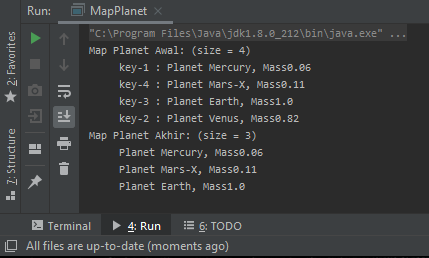 Run: MapPlanet
"C:\Program Files\Java\jdk1.8.0_212\bin\java.exe" ...
Map Planet Awal: (size = 4)
key-1 : Planet Mercury, Mass0.06
key-4 : Planet Mars-X, Mass0.11
key-3 : Planet Earth, Mass1.0
key-2 : Planet Venus, Mass0.82
Map Planet Akhir: (size = 3)
Planet Mercury, Mass0.06
Planet Mars-X, Mass0.11
Planet Earth, Mass1.0
2: Favorites
7: Structure
Terminal 4: Run 6: TODO
All files are up-to-date (moments ago)